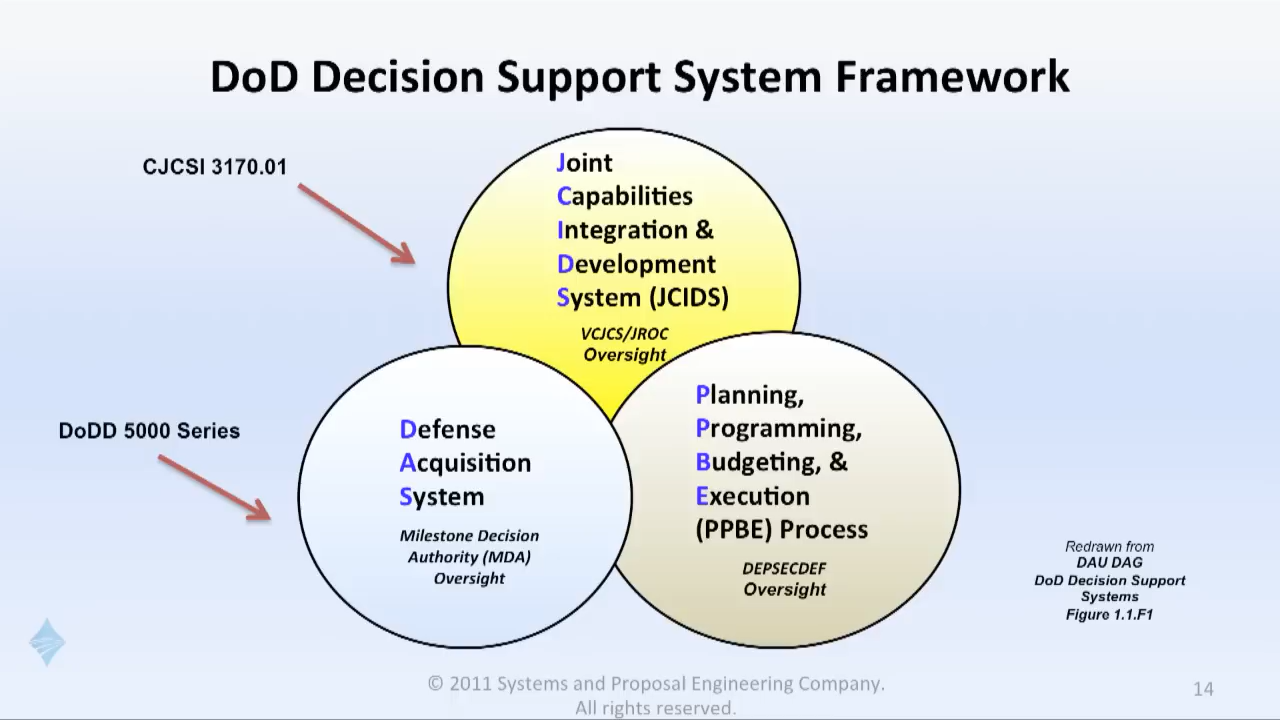 DoD Decision Support System Framework
CJCSI 3170.01
Joint
Capabilities
Integration &
Development
System (JCIDS)
VCJCS/JROC
Oversight
DoDD 5000 Series
Defense
Acquisition
System
Milestone Decision
Authority (MDA)
Oversight
Planning,
Programming,
Budgeting, &
Execution
(PPBE) Process
DEPSECDEF
Oversight
Redrawn from
DAU DAG
DoD Decision Support
Systems
Figure 1.1.F1
© 2011 Systems and Proposal Engineering Company.
All rights reserved.
14